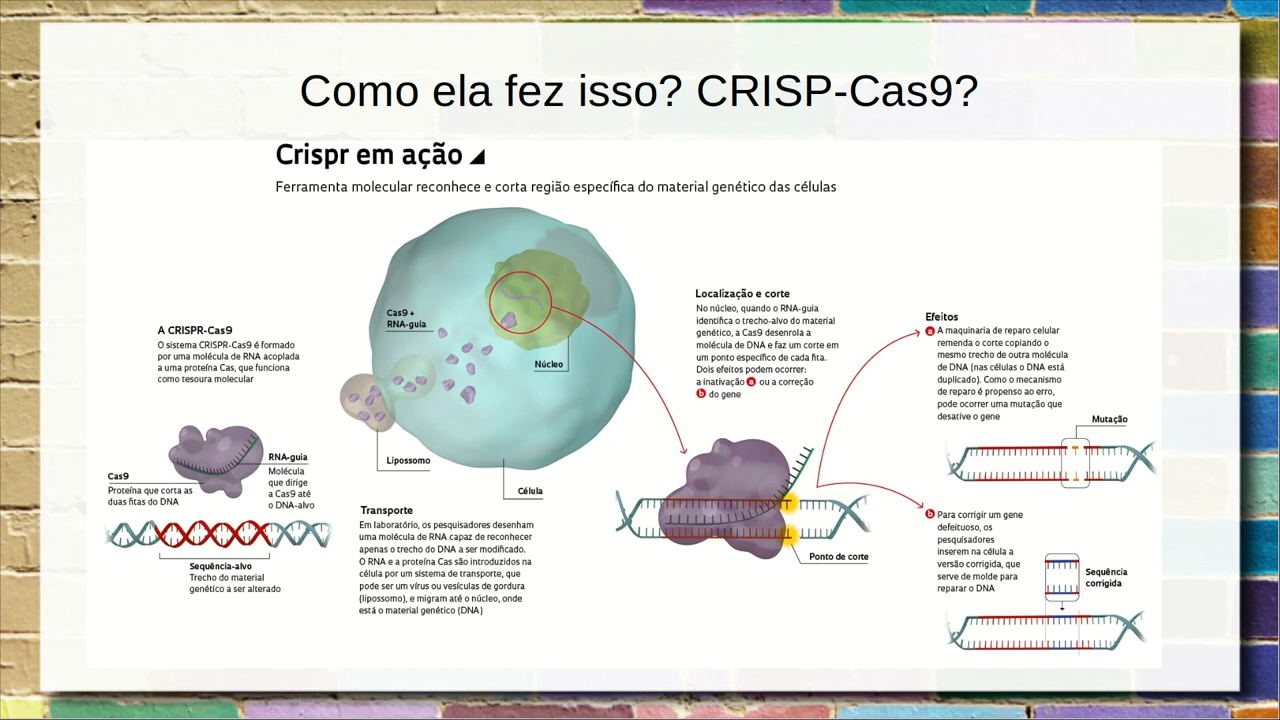 Como ela fez isso? CRISP-Cas9?
Crispr em ação
Ferramenta molecular reconhece e corta região específica do material genético das células
A CRISPR-Cas9
O sistema CRISPR-Cas9 é formado
por uma molécula de RNA acoplada
a uma proteína Cas, que funciona
como tesoura molecular
Cas9
Proteína que corta as
duas fitas do DNA
RNA-guia
Molécula
que dirige
a Cas9 até
o DNA-alvo
Sequência-alvo
Trecho do material
genético a ser alterado
Cas9 +
RNA-guia
Núcleo
Lipossomo
Célula
Transporte
Em laboratório, os pesquisadores desenham
uma molécula de RNA capaz de reconhecer
apenas o trecho do DNA a ser modificado.
O RNA e a proteína Cas são introduzidos na
célula por um sistema de transporte, que
pode ser um vírus ou vesículas de gordura
(lipossomo), e migram até o núcleo, onde
está o material genético (DNA)
Localização e corte
No núcleo, quando o RNA-guia
identifica o trecho-alvo do material
genético, a Cas9 desenrola a
molécula de DNA e faz um corte em
um ponto específico de cada fita.
Dois efeitos podem ocorrer:
a inativação a ou a correção
b do gene
Ponto de corte
Efeitos
a A maquinaria de reparo celular
remenda o corte copiando o
mesmo trecho de outra molécula
de DNA (nas células o DNA está
duplicado). Como o mecanismo
de reparo é propenso ao erro,
pode ocorrer uma mutação que
desative o gene
Mutação
b Para corrigir um gene
defeituoso, os
pesquisadores
inserem na célula a
versão corrigida, que
serve de molde para
reparar o DNA
Sequência
corrigida